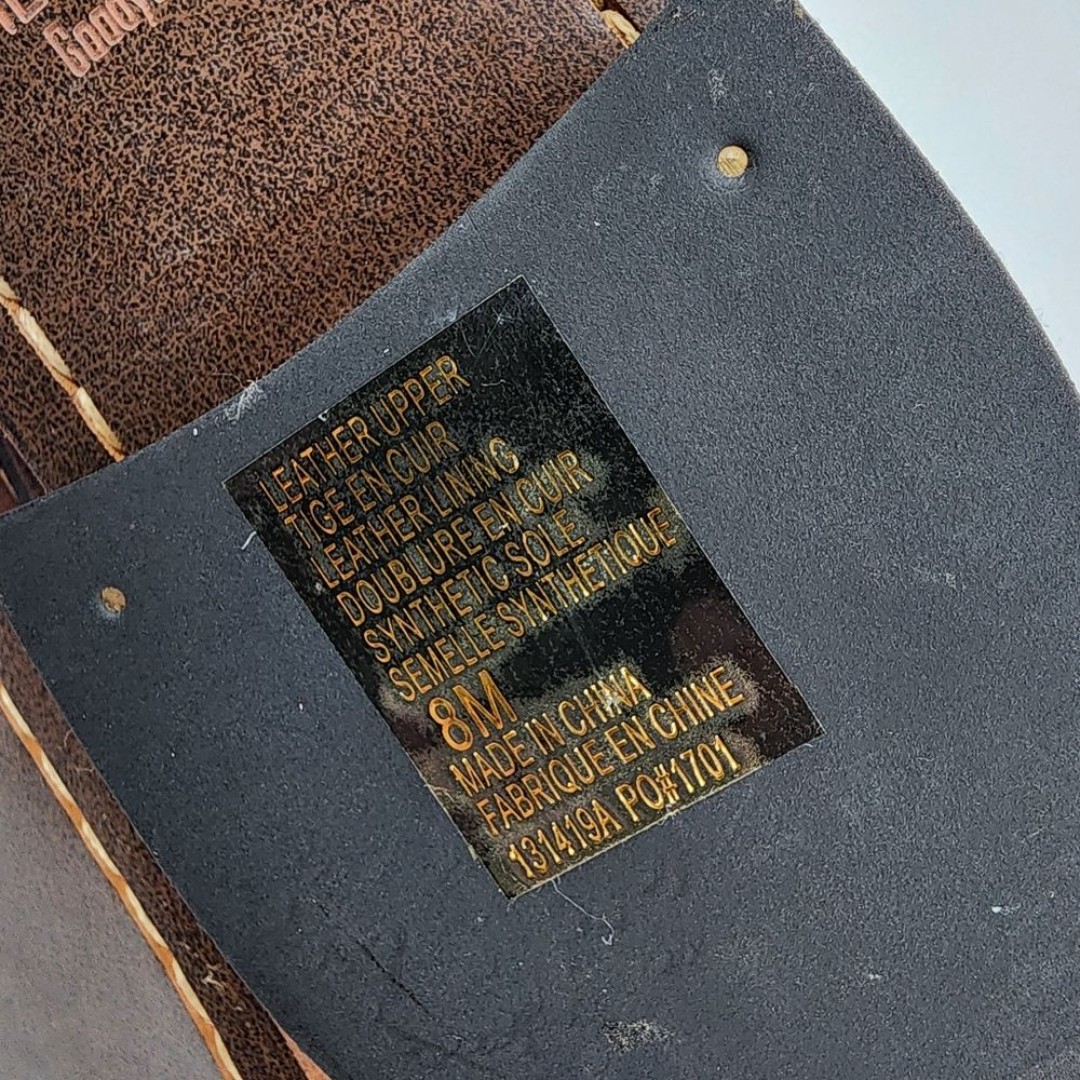 Goody
LEATHER UPPER
TIGE EN CUIR
LEATHER LINING
DOUBLURE EN CUIR
SYNTHETIC SOLE
SEMELLE SYNTHETIQUE
8M
MADE IN CHINA
FABRIQUE EN CHINE
131419A PO#1701